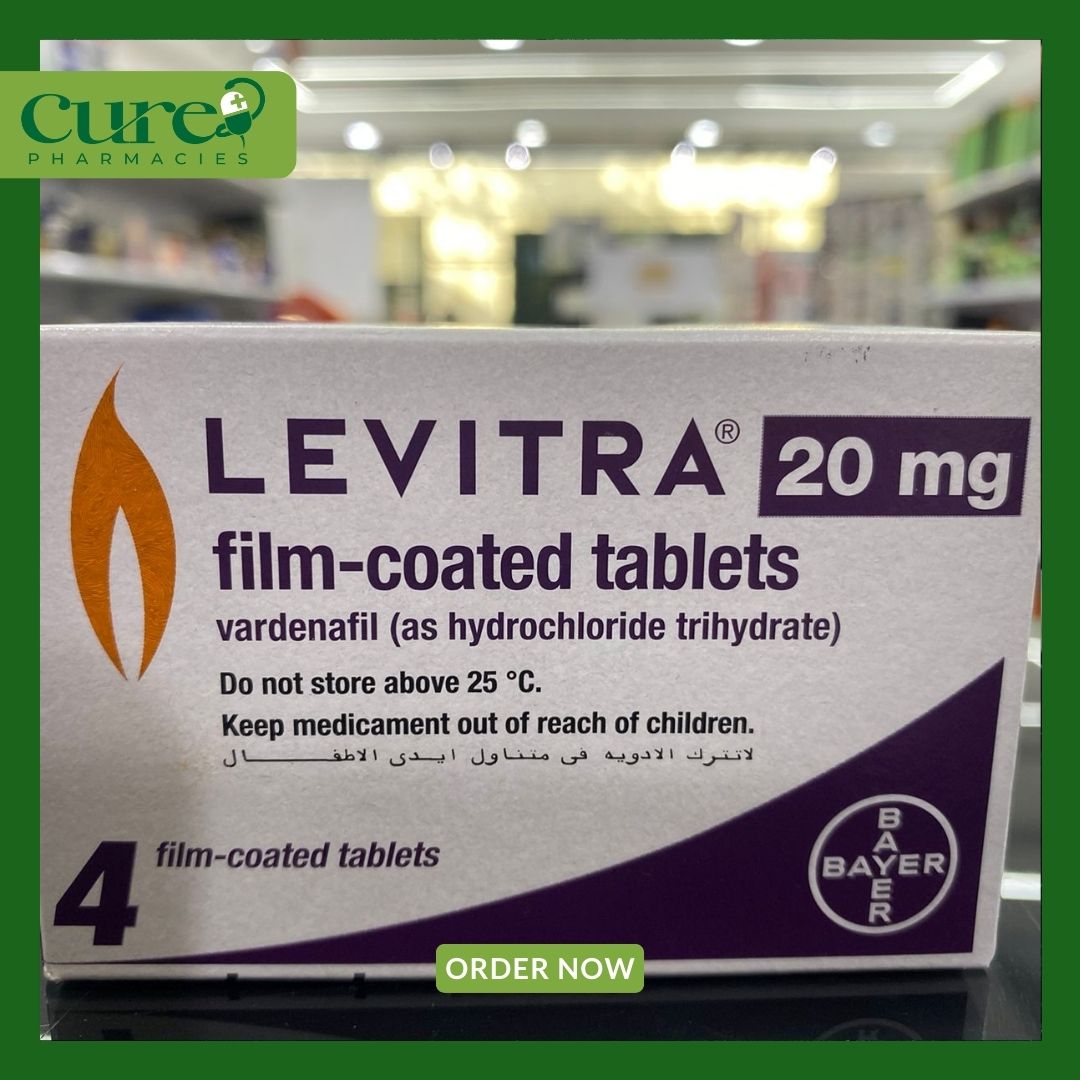 cure
PHARMACIES
LEVITRA® 20 mg
film-coated tablets
vardenafil (as hydrochloride trihydrate)
Do not store above 25 °C.
Keep medicament out of reach of children.
لاتترك الادويه فى متناول ايدى الاطفــــــال
4 film-coated tablets
BAYER
BAYER
ORDER NOW